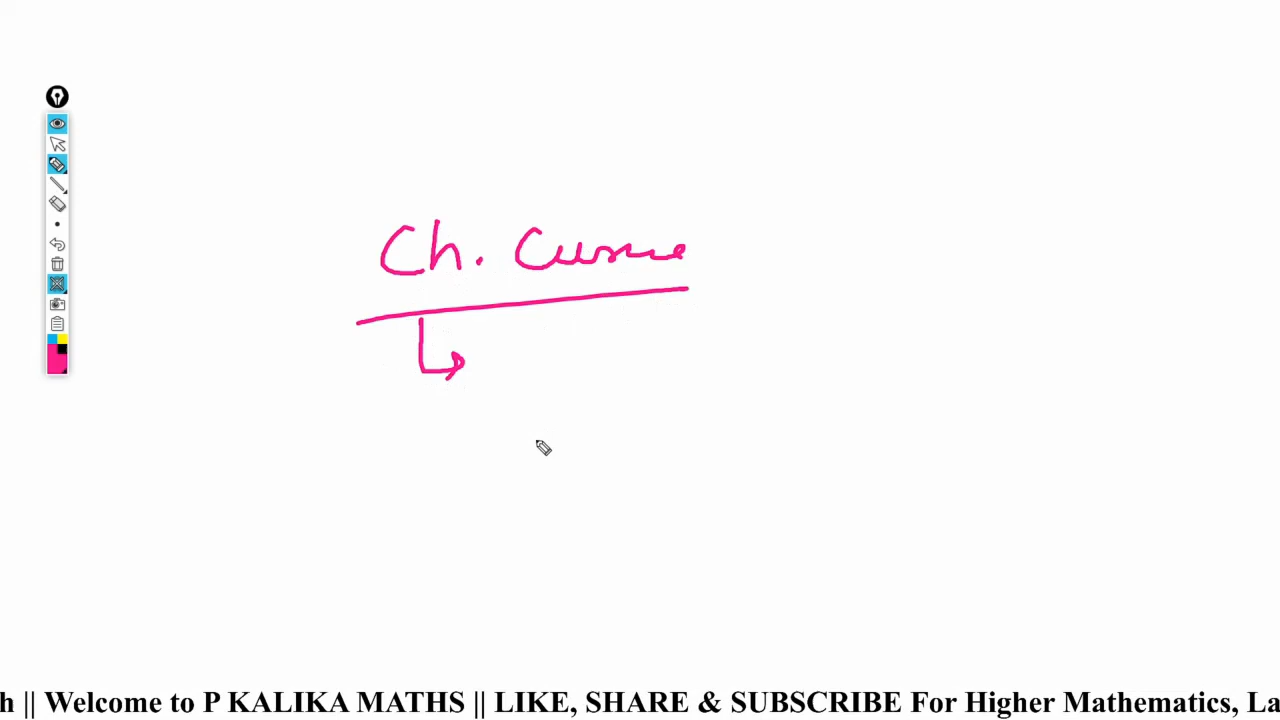 Ch. Curve
h || Welcome to P KALIKA MATHS || LIKE, SHARE & SUBSCRIBE For Higher Mathematics, La